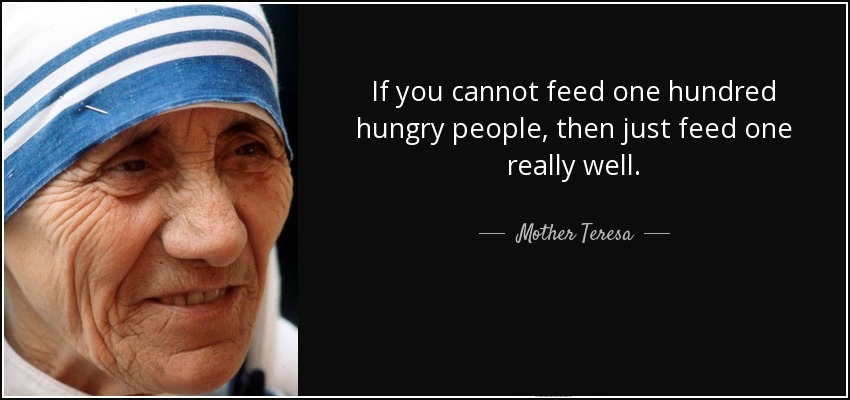 If you cannot feed one hundred
hungry people, then just feed one
really well.
Mother Teresa